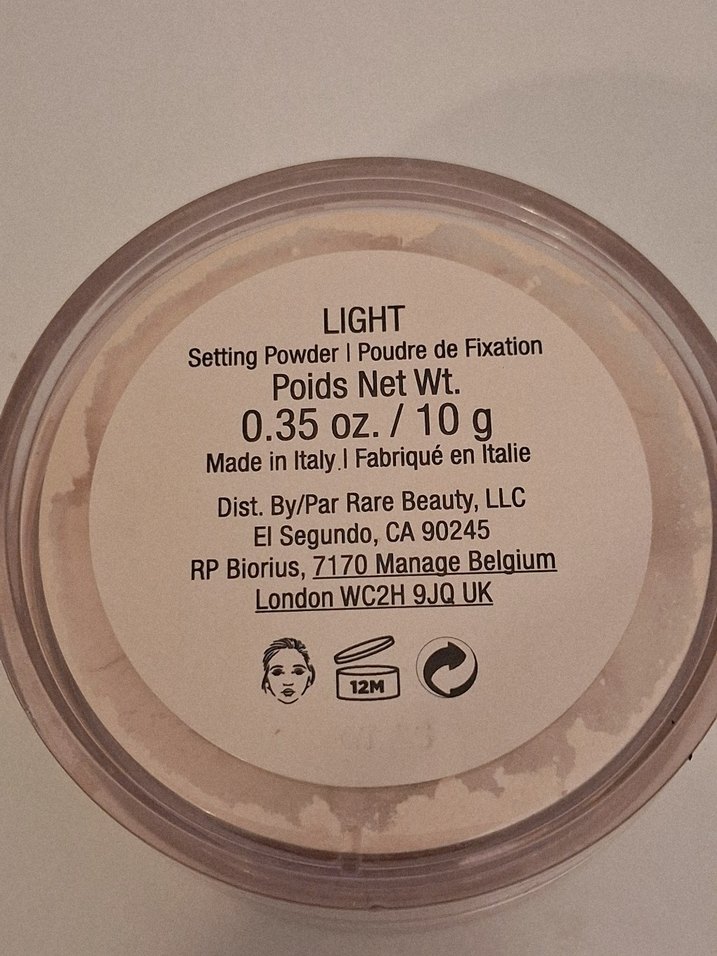 LIGHT
Setting Powder | Poudre de Fixation
Poids Net Wt.
0.35 oz. / 10 g
Made in Italy | Fabriqué en Italie
Dist. By/Par Rare Beauty, LLC
El Segundo, CA 90245
RP Biorius, 7170 Manage Belgium
London WC2H 9JQ UK
12M